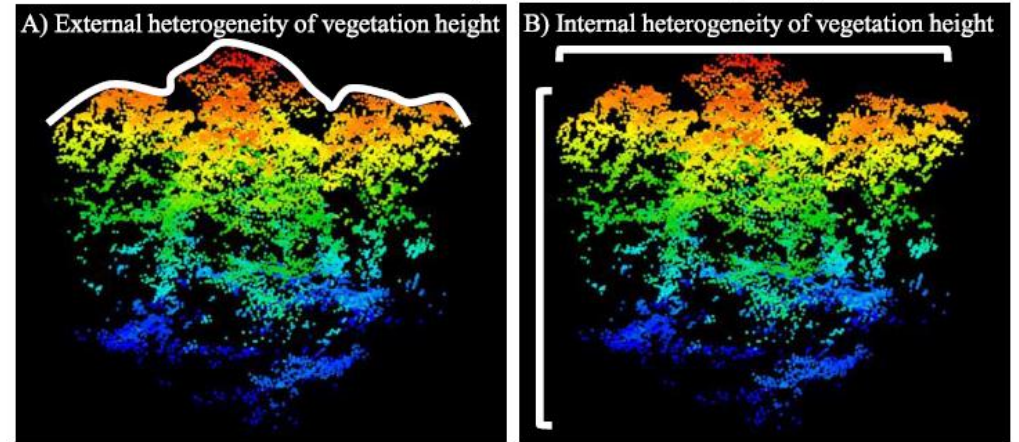 A) External heterogeneity of vegetation height
B) Internal heterogeneity of vegetation height